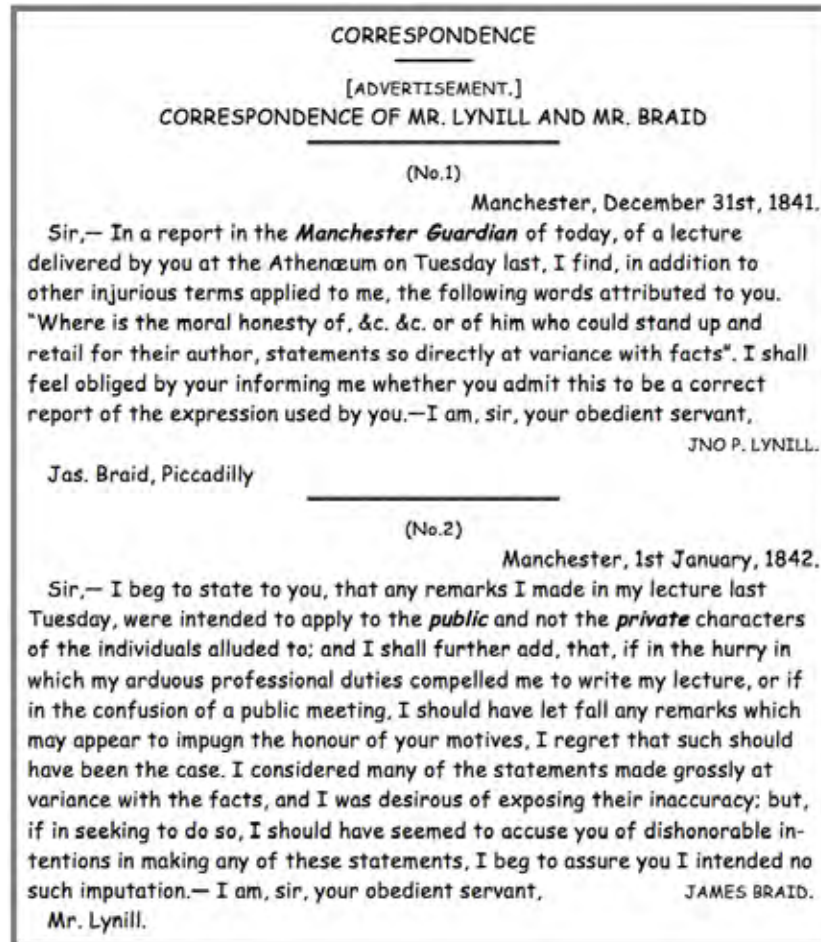 CORRESPONDENCE
[ADVERTISEMENT.]
CORRESPONDENCE OF MR. LYNILL AND MR. BRAID
(No.1)
Manchester, December 31st, 1841.
Sir,— In a report in the Manchester Guardian of today, of a lecture
delivered by you at the Athenæum on Tuesday last, I find, in addition to
other injurious terms applied to me, the following words attributed to you.
"Where is the moral honesty of, &c. &c. or of him who could stand up and
retail for their author, statements so directly at variance with facts". I shall
feel obliged by your informing me whether you admit this to be a correct
report of the expression used by you.—I am, sir, your obedient servant,
JNO P. LYNILL.
Jas. Braid, Piccadilly
(No.2)
Manchester, 1st January, 1842.
Sir,— I beg to state to you, that any remarks I made in my lecture last
Tuesday, were intended to apply to the public and not the private characters
of the individuals alluded to; and I shall further add, that, if in the hurry in
which my arduous professional duties compelled me to write my lecture, or if
in the confusion of a public meeting, I should have let fall any remarks which
may appear to impugn the honour of your motives, I regret that such should
have been the case. I considered many of the statements made grossly at
variance with the facts, and I was desirous of exposing their inaccuracy; but,
if in seeking to do so, I should have seemed to accuse you of dishonorable in-
tentions in making any of these statements, I beg to assure you I intended no
such imputation.— I am, sir, your obedient servant, JAMES BRAID.
Mr. Lynill.